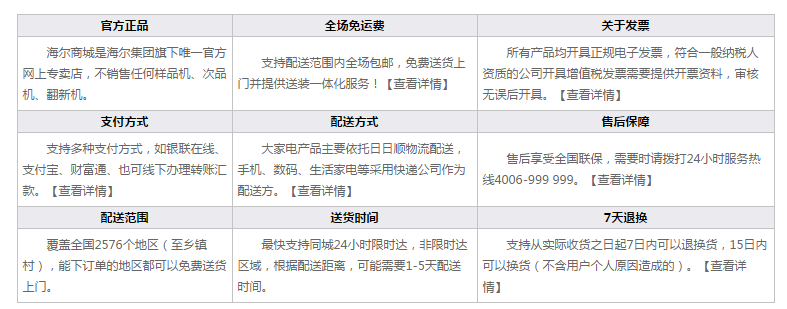 官方正品
全场免运费
关于发票
海尔商城是海尔集团旗下唯一官方
网上专卖店，不销售任何样品机、次品
机、翻新机。
支持配送范围内全场包邮，免费送货上
门并提供送装一体化服务！【查看详情】
所有产品均开具正规电子发票，符合一般纳税人
资质的公司开具增值税发票需要提供开票资料，审核
无误后开具。【查看详情】
支付方式
配送方式
售后保障
支持多种支付方式，如银联在线、
支付宝、财富通、也可线下办理转账汇
款。【查看详情】
大家电产品主要依托日日顺物流配送，
手机、数码、生活家电等采用快递公司作为
配送方。【查看详情】
售后享受全国联保，需要时请拨打24小时服务热
线4006-999 999。【查看详情】
配送范围
送货时间
7天退换
覆盖全国2576个地区（至乡镇
村），能下订单的地区都可以免费送货
上门。
最快支持同城24小时限时达，非限时达
区域，根据配送距离，可能需要1-5天配送
时间。
支持从实际收货之日起7日内可以退换货，15日内
可以换货（不含用户个人原因造成的）。【查看详
情】